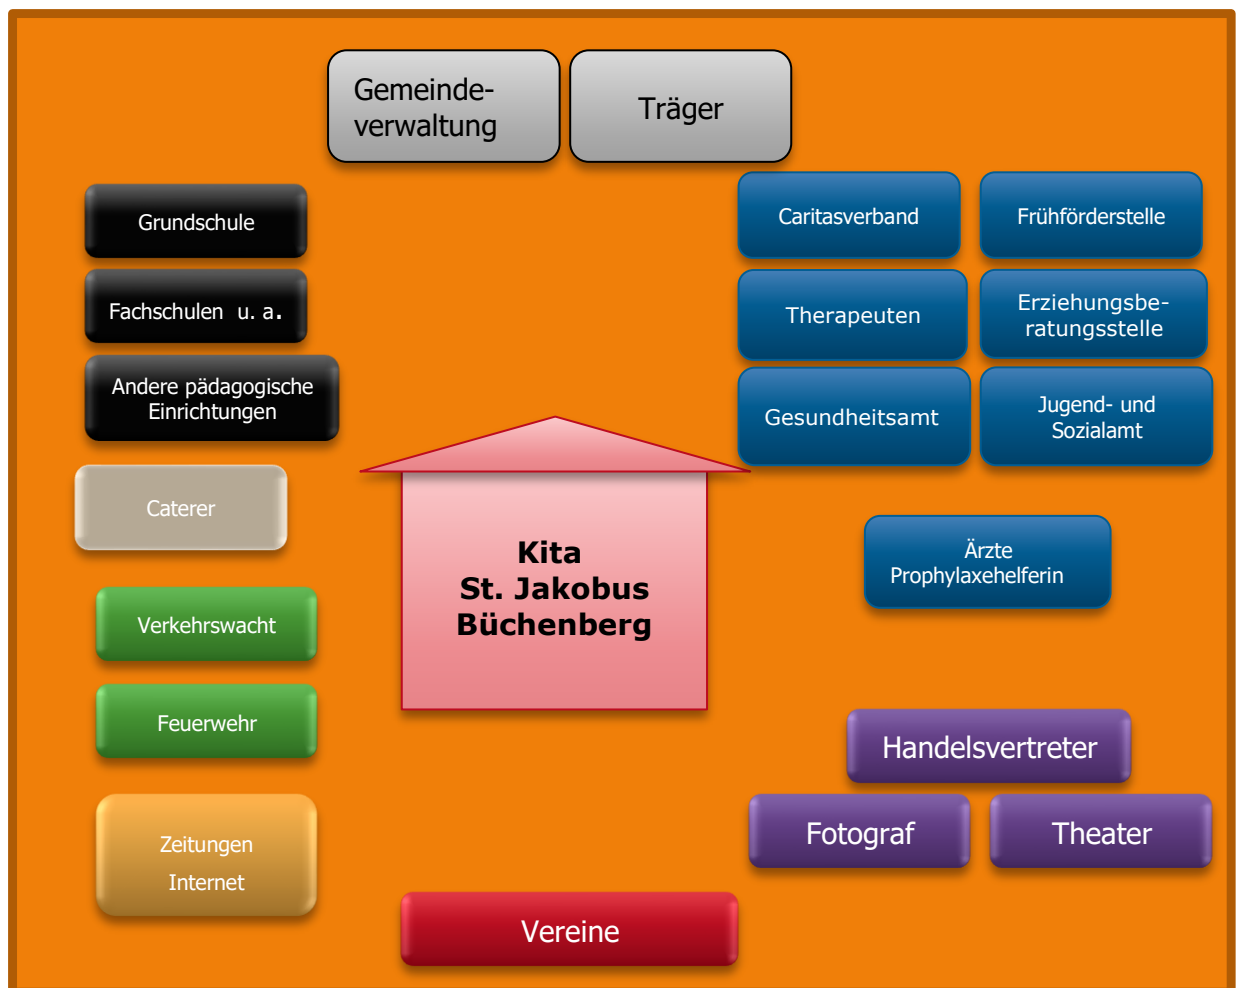 Gemeinde-
verwaltung
Träger
Grundschule
Caritasverband
Frühförderstelle
Fachschulen u. a.
Therapeuten
Erziehungsbe-
ratungsstelle
Andere pädagogische
Einrichtungen
Gesundheitsamt
Jugend- und
Sozialamt
Caterer
Kita
St. Jakobus
Büchenberg
Ärzte
Prophylaxehelferin
Verkehrswacht
Feuerwehr
Handelsvertreter
Zeitungen
Internet
Fotograf
Theater
Vereine